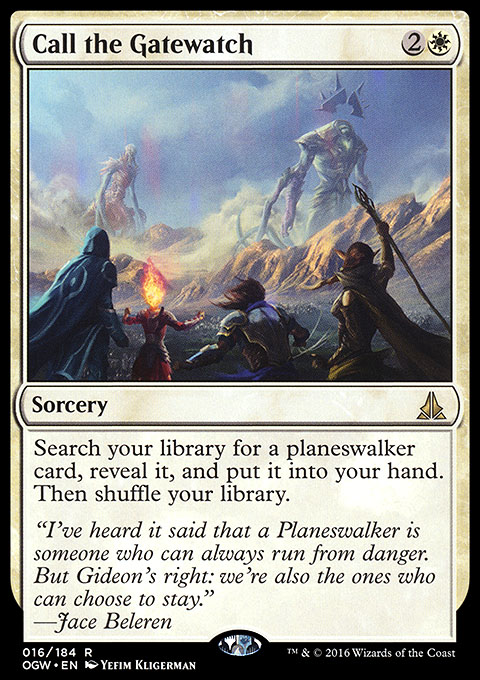 Call the Gatewatch 2
Sorcery
Search your library for a planeswalker
card, reveal it, and put it into your hand.
Then shuffle your library.
“I’ve heard it said that a Planeswalker is
someone who can always run from danger.
But Gideon’s right: we’re also the ones who
can choose to stay.”
—Jace Beleren
016/184 R
OGW • EN Yefim Kligerman
™ & © 2016 Wizards of the Coast